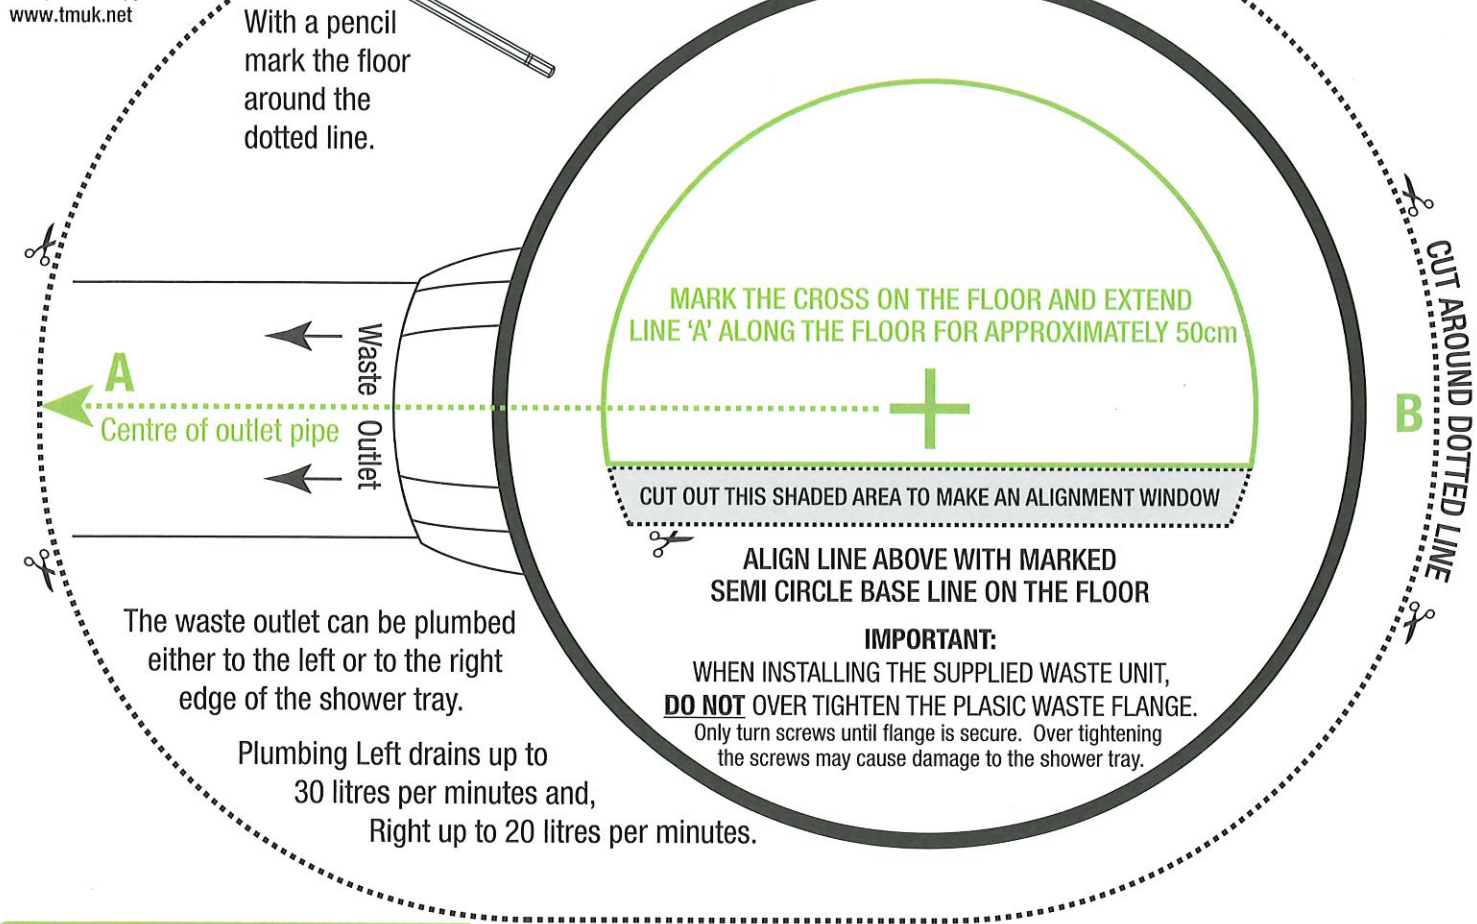 www.tmuk.net
With a pencil
mark the floor
around the
dotted line.
MARK THE CROSS ON THE FLOOR AND EXTEND
LINE ‘A’ ALONG THE FLOOR FOR APPROXIMATELY 50cm
A
Centre of outlet pipe
Waste Outlet
B
CUT AROUND DOTTED LINE
CUT OUT THIS SHADED AREA TO MAKE AN ALIGNMENT WINDOW
ALIGN LINE ABOVE WITH MARKED
SEMI CIRCLE BASE LINE ON THE FLOOR
IMPORTANT:
WHEN INSTALLING THE SUPPLIED WASTE UNIT,
DO NOT OVER TIGHTEN THE PLASIC WASTE FLANGE.
Only turn screws until flange is secure. Over tightening
the screws may cause damage to the shower tray.
The waste outlet can be plumbed
either to the left or to the right
edge of the shower tray.
Plumbing Left drains up to
30 litres per minutes and,
Right up to 20 litres per minutes.